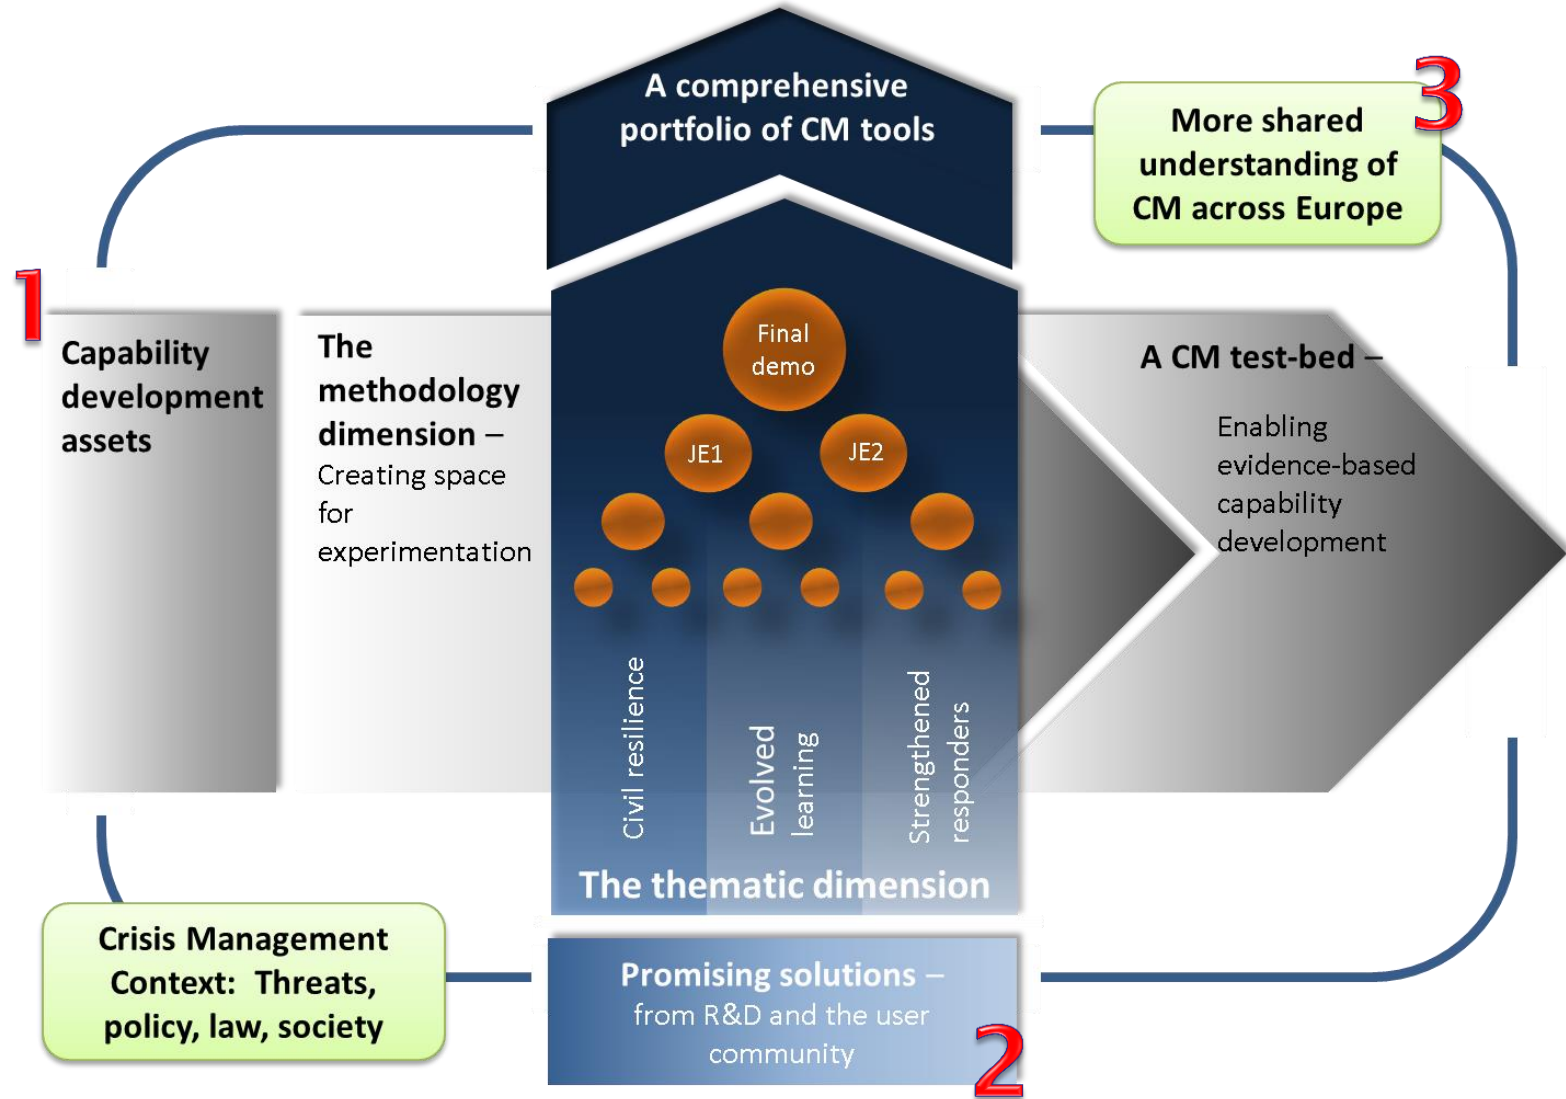 A comprehensive
portfolio of CM tools
3
More shared
understanding of
CM across Europe
1
Capability
development
assets
The
methodology
dimension –
Creating space
for
experimentation
Final
demo
JE1
JE2
A CM test-bed –
Enabling
evidence-based
capability
development
Civil resilience
Evolved
learning
Strengthened
responders
The thematic dimension
Crisis Management
Context:  Threats,
policy, law, society
Promising solutions –
from R&D and the user
community
2